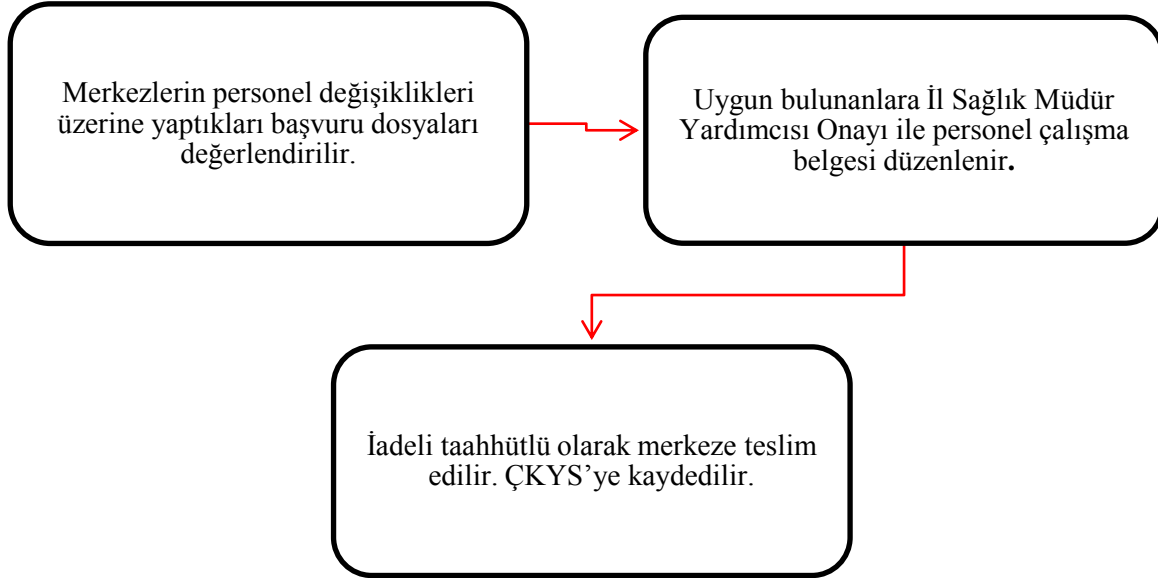 Merkezlerin personel değişiklikleri
üzerine yaptıkları başvuru dosyaları
değerlendirilir.
Uygun bulunanlara İl Sağlık Müdür
Yardımcısı Onayı ile personel çalışma
belgesi düzenlenir.
İadeli taahhütlü olarak merkeze teslim
edilir. ÇKYS’ye kaydedilir.